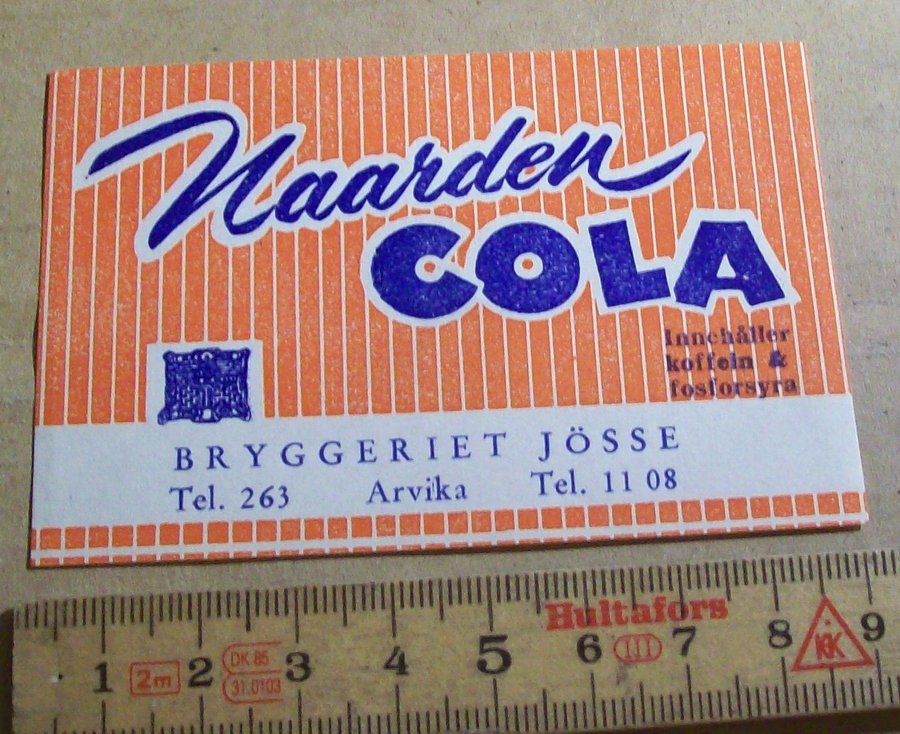 Naarden
COLA
Innehåller
koffein &
fosforsyra
BRYGGERIET JÖSSE
Tel. 263 Arvika Tel. 11 08
Hultafors
1 2m 2 DK 85 3 4 5 6 III 7 8 KK 9
31.0103